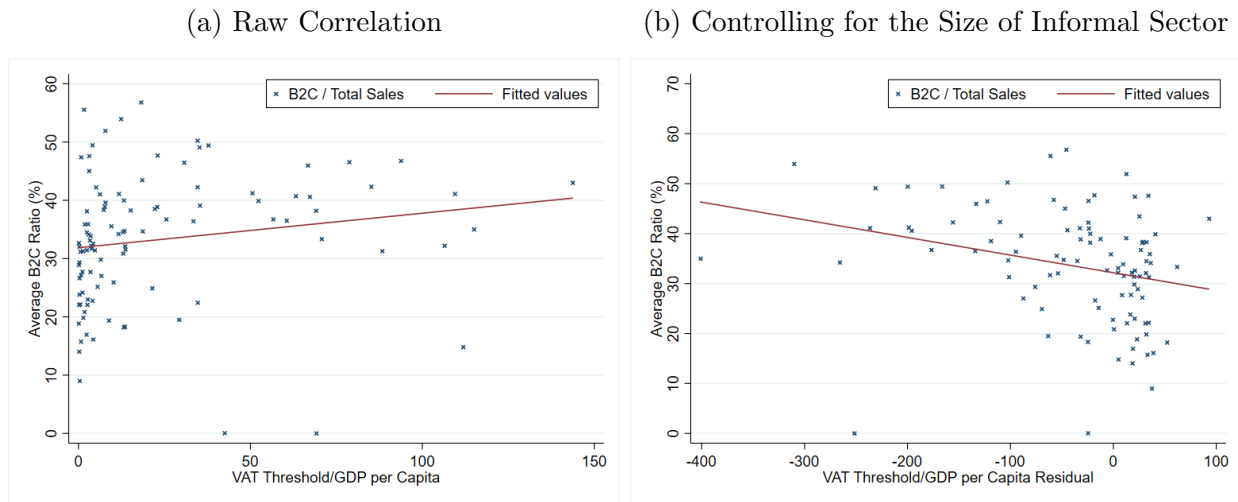 (a) Raw Correlation
B2C / Total Sales
Fitted values
60
50
40
30
20
10
0
Average B2C Ratio (%)
0
50
100
150
VAT Threshold/GDP per Capita
(b) Controlling for the Size of Informal Sector
B2C / Total Sales
Fitted values
70
60
50
40
30
20
10
0
Average B2C Ratio (%)
-400
-300
-200
-100
0
100
VAT Threshold/GDP per Capita Residual